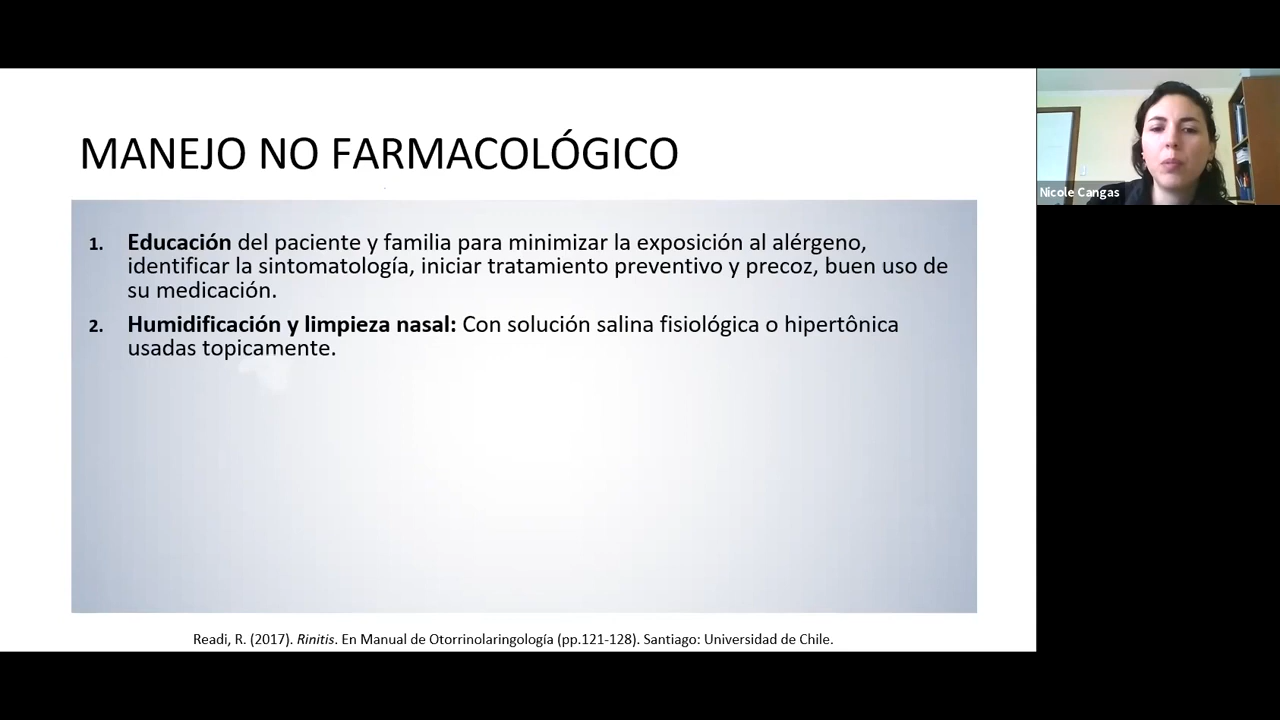 MANEJO NO FARMACOLÓGICO
1. Educación del paciente y familia para minimizar la exposición al alérgeno,
identificar la sintomatología, iniciar tratamiento preventivo y precoz, buen uso de
su medicación.
2. Humidificación y limpieza nasal: Con solución salina fisiológica o hipertônica
usadas topicamente.
Readi, R. (2017). Rinitis. En Manual de Otorrinolaringología (pp.121-128). Santiago: Universidad de Chile.
Nicole Cangas